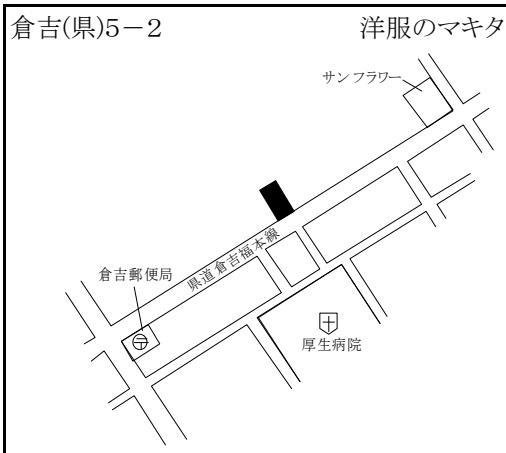 倉吉(県)5－2
洋服のマキタ
サンフラワー
県道倉吉福本線
倉吉郵便局
厚生病院